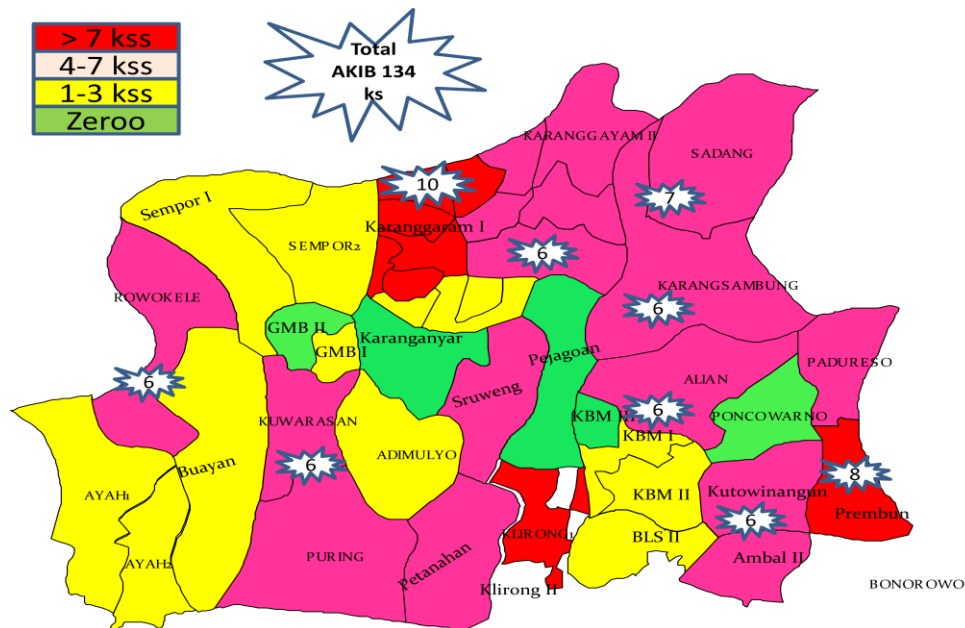 > 7 kss
4-7 kss
1-3 kss
Zeroo
Total
AKIB 134
ks
KARANGGAYAM II
SADANG
10
7
Sempor I
Karanggaram I
SEMPOR2
6
KARANGSAMBUNG
ROWOKELE
6
GMB II
Karanganyar
GMB I
Pejagoan
PADURESO
ALIAN
Sruweng
6
KUWARASAN
KBM
6
PONCOWARNO
KBM I
ADIMULYO
6
Buayan
8
AYAH1
KBM II
Kutowinangun
Prembun
6
KLIRONG1
BLS II
AYAH2
PURING
Petanahan
Ambal II
Klirong II
BONOROWO